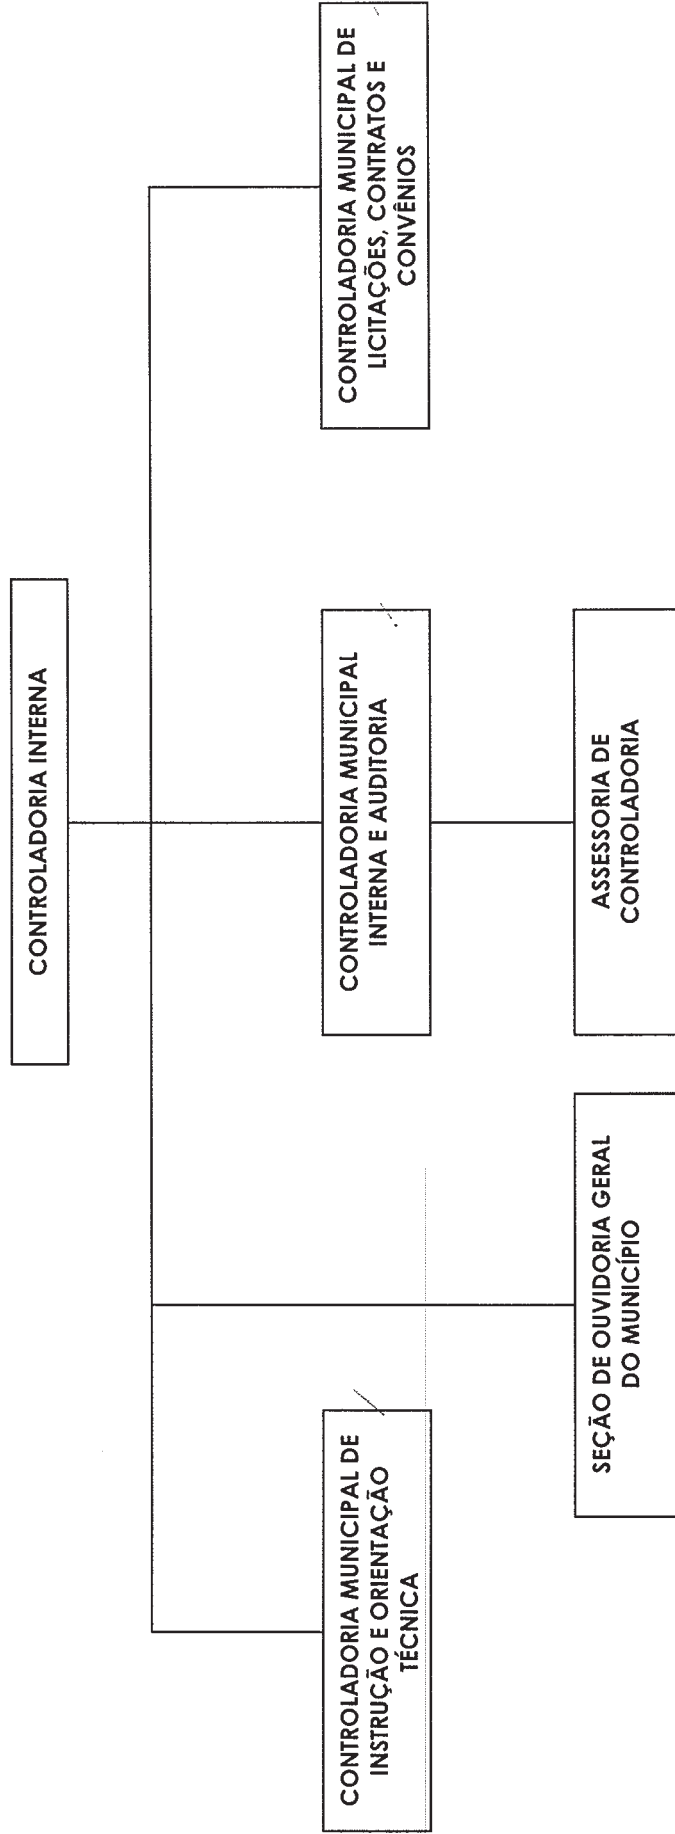 CONTROLADORIA INTERNA
CONTROLADORIA MUNICIPAL DE
INSTRUÇÃO E ORIENTAÇÃO
TÉCNICA
CONTROLADORIA MUNICIPAL
INTERNA E AUDITORIA
CONTROLADORIA MUNICIPAL DE
LICITAÇÕES, CONTRATOS E
CONVÊNIOS
SEÇÃO DE OUVIDORIA GERAL
DO MUNICÍPIO
ASSESSORIA DE
CONTROLADORIA